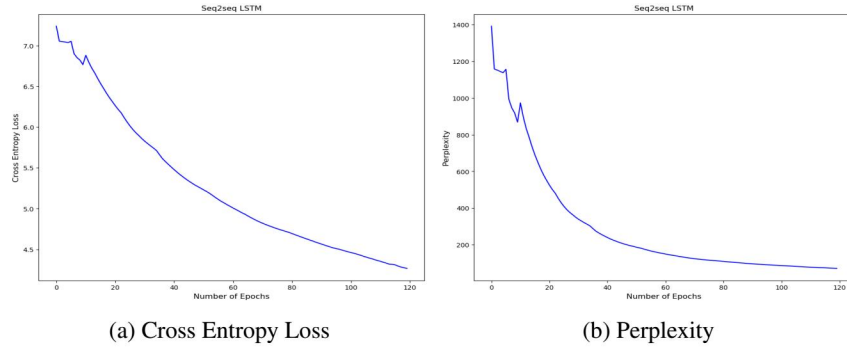 Seq2seq LSTM
Cross Entropy Loss
7.0
6.5
6.0
5.5
5.0
4.5
0 20 40 60 80 100 120
Number of Epochs
(a) Cross Entropy Loss
Seq2seq LSTM
Perplexity
1400
1200
1000
800
600
400
200
0 20 40 60 80 100 120
Number of Epochs
(b) Perplexity